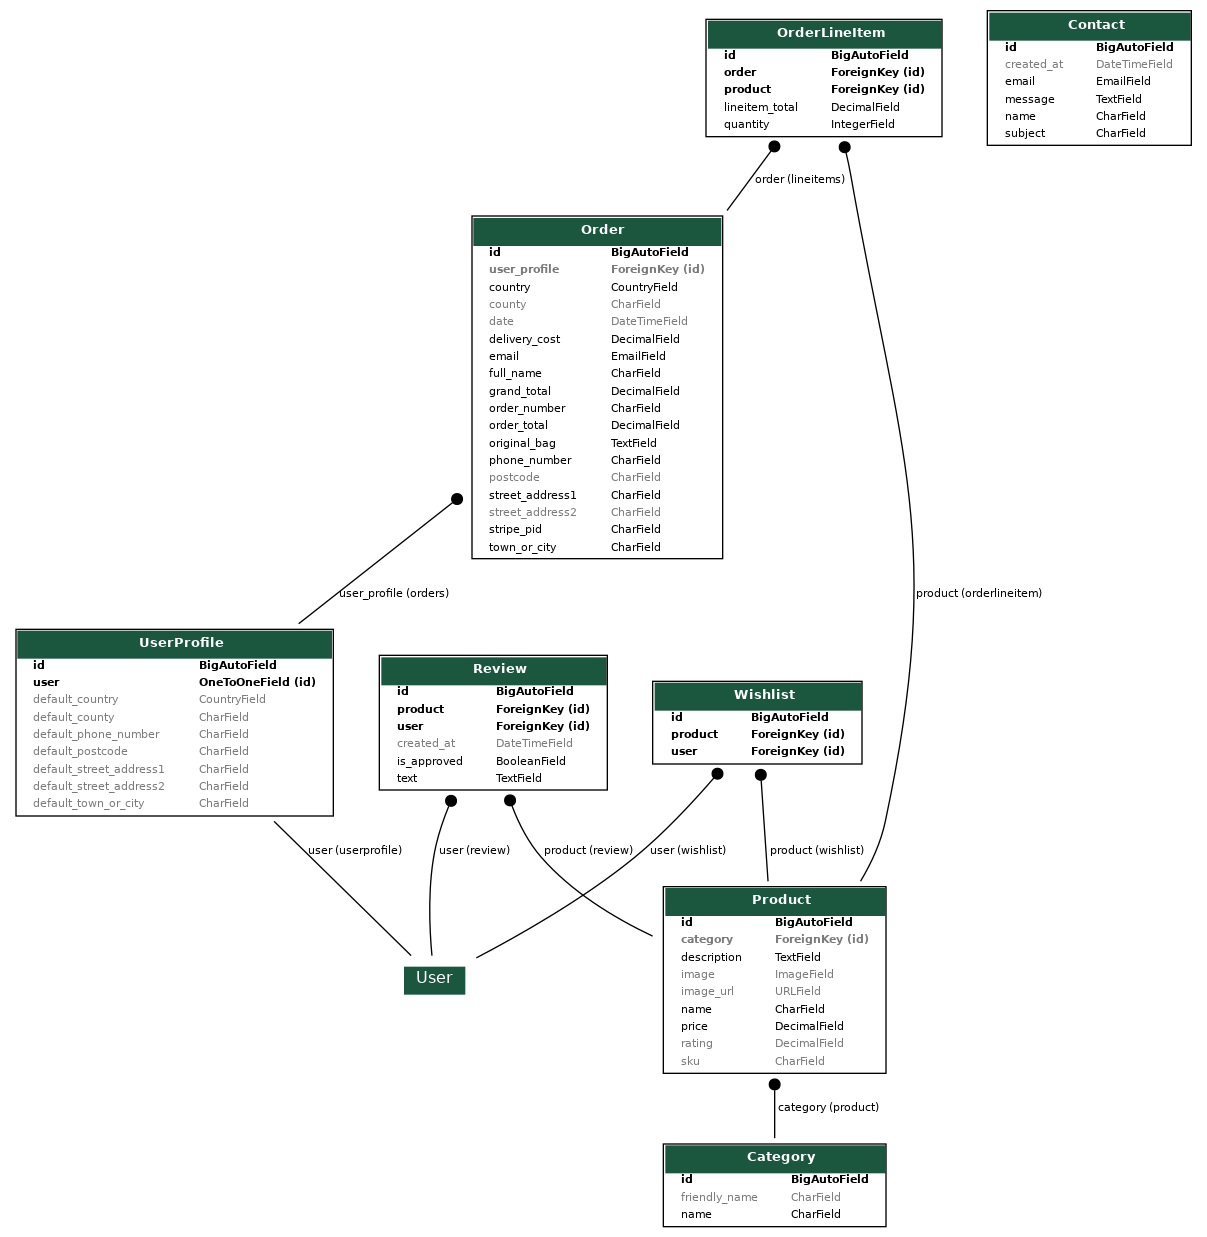 OrderLineItem
id BigAutoField
order ForeignKey (id)
product ForeignKey (id)
lineitem_total DecimalField
quantity IntegerField
Contact
id BigAutoField
created_at DateTimeField
email EmailField
message TextField
name CharField
subject CharField
order (lineitems)
Order
id BigAutoField
user_profile ForeignKey (id)
country CountryField
county CharField
date DateTimeField
delivery_cost DecimalField
email EmailField
full_name CharField
grand_total DecimalField
order_number CharField
order_total DecimalField
original_bag TextField
phone_number CharField
postcode CharField
street_address1 CharField
street_address2 CharField
stripe_pid CharField
town_or_city CharField
user_profile (orders)
product (orderlineitem)
UserProfile
id BigAutoField
user OneToOneField (id)
default_country CountryField
default_county CharField
default_phone_number CharField
default_postcode CharField
default_street_address1 CharField
default_street_address2 CharField
default_town_or_city CharField
Review
id BigAutoField
product ForeignKey (id)
user ForeignKey (id)
created_at DateTimeField
is_approved BooleanField
text TextField
Wishlist
id BigAutoField
product ForeignKey (id)
user ForeignKey (id)
user (userprofile)
user (review)
product (review)
user (wishlist)
product (wishlist)
User
Product
id BigAutoField
category ForeignKey (id)
description TextField
image ImageField
image_url URLField
name CharField
price DecimalField
rating DecimalField
sku CharField
category (product)
Category
id BigAutoField
friendly_name CharField
name CharField